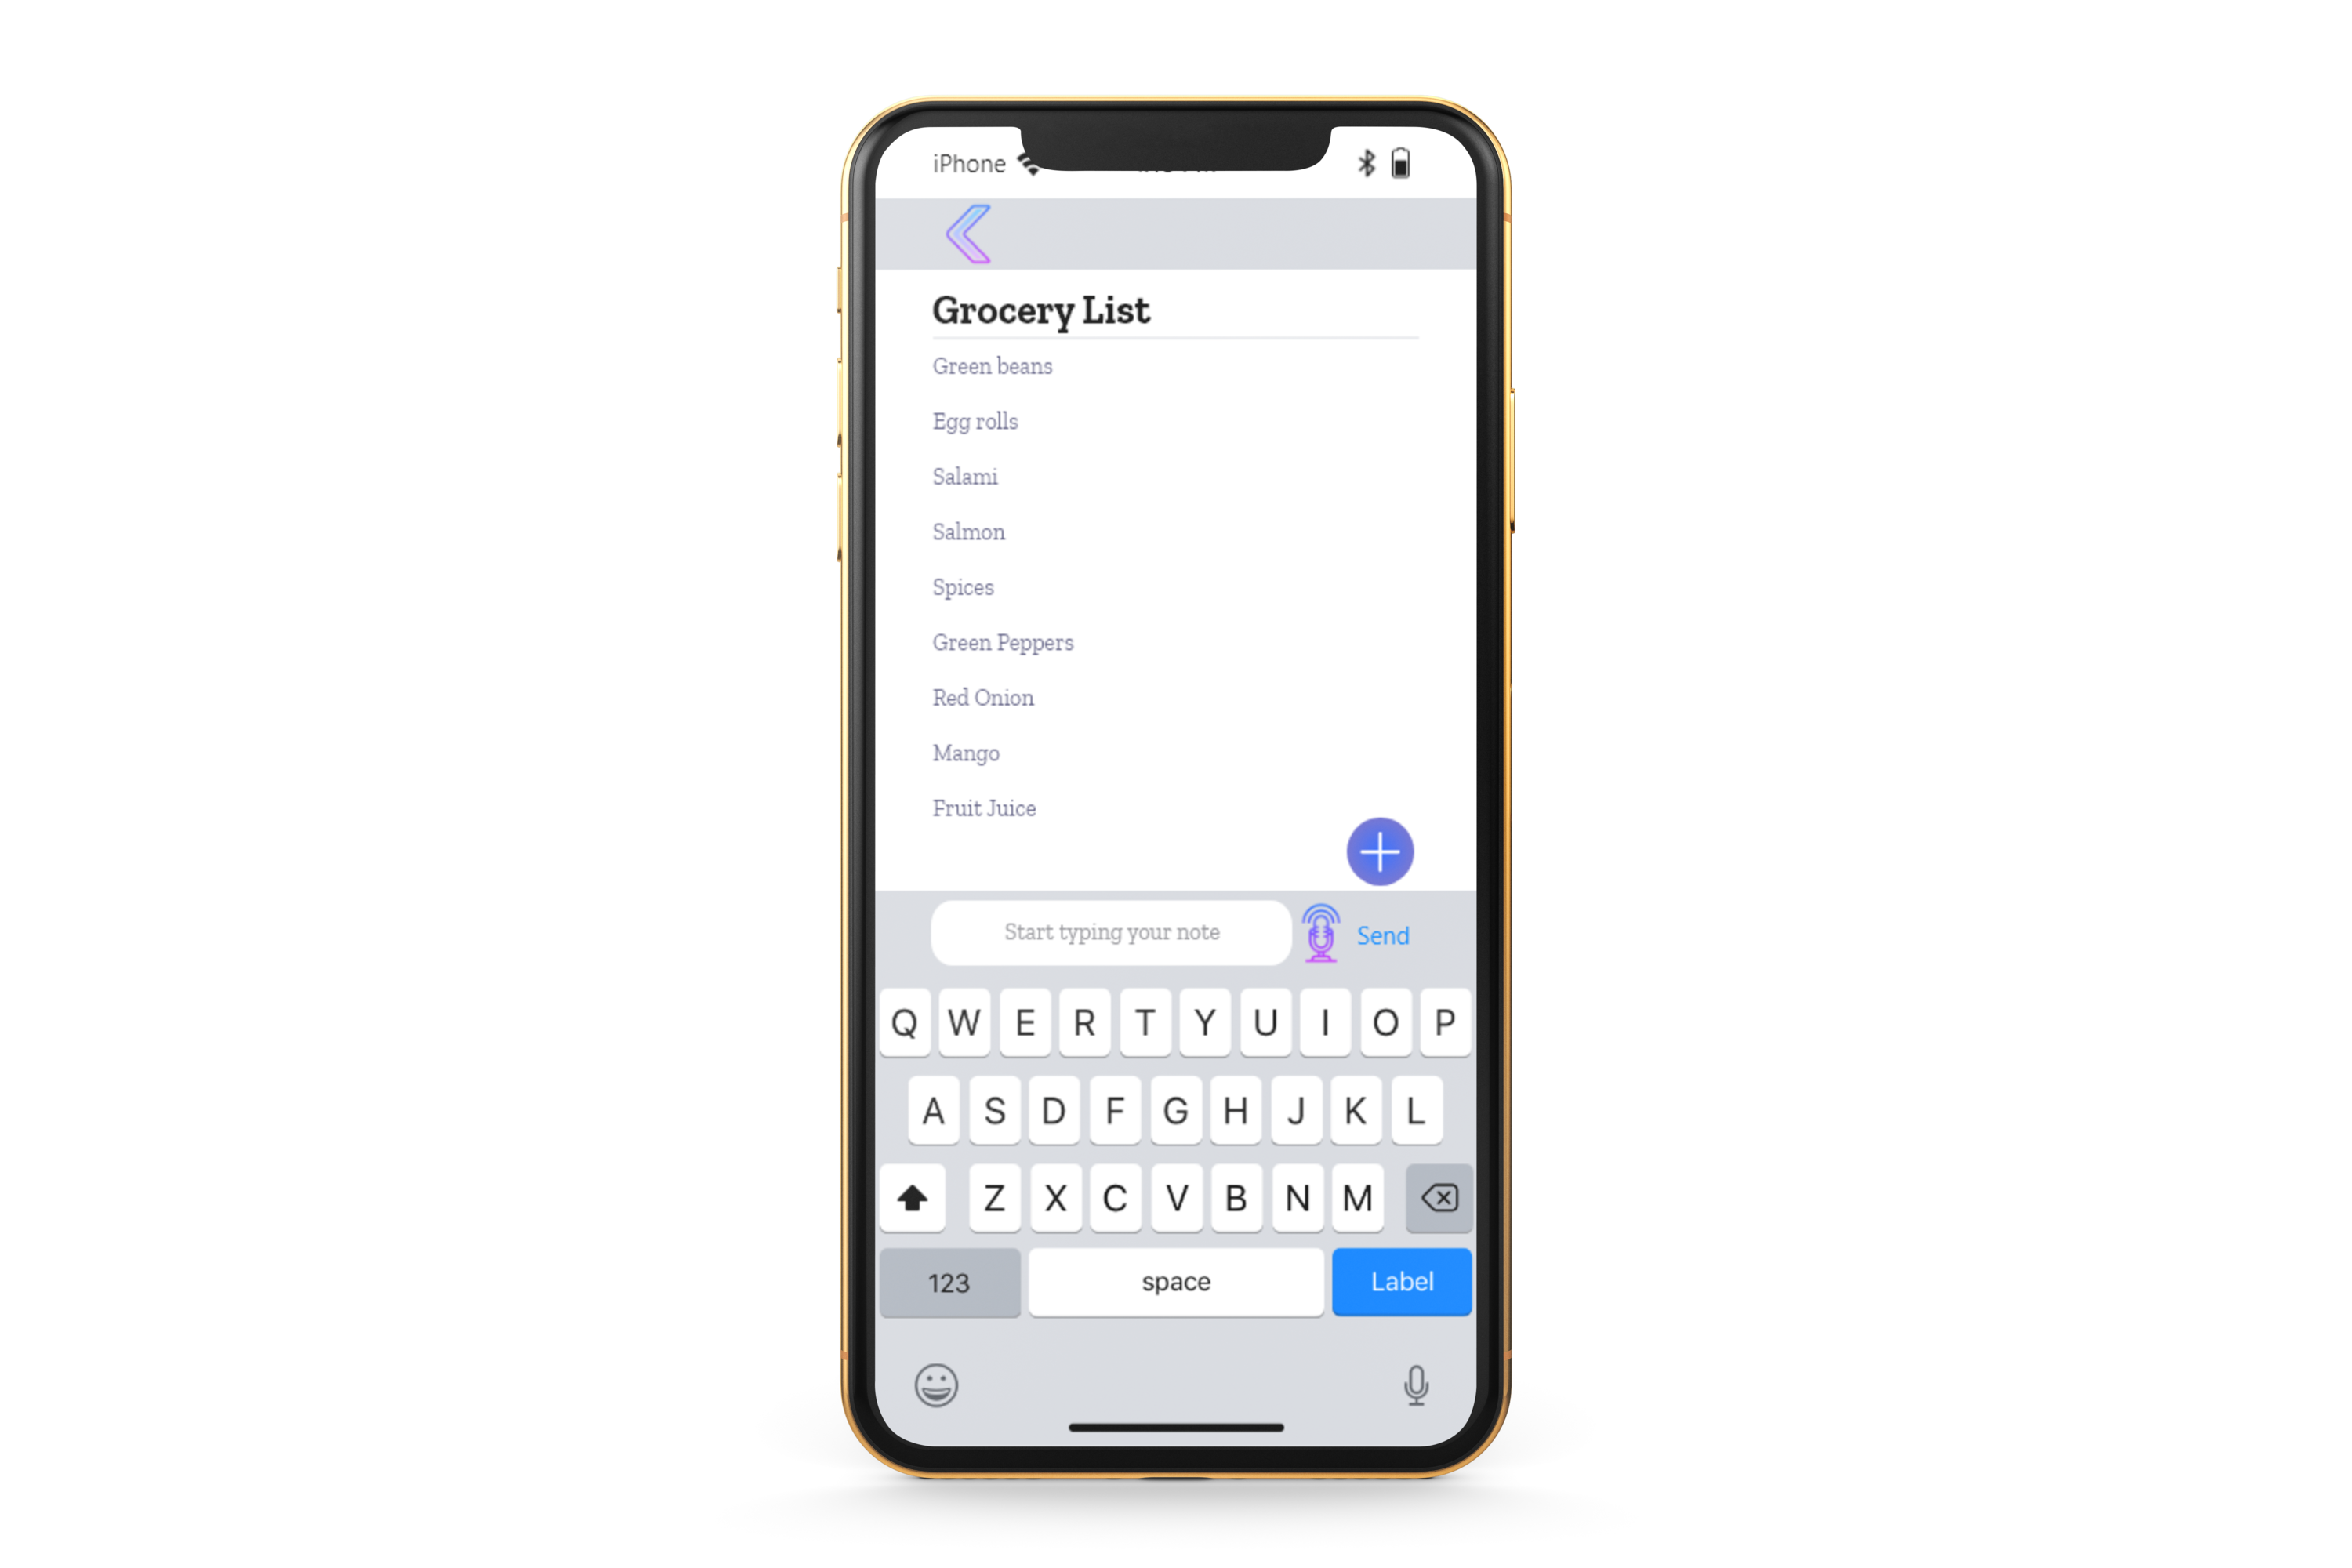 iPhone
Grocery List
Green beans
Egg rolls
Salami
Salmon
Spices
Green Peppers
Red Onion
Mango
Fruit Juice
Start typing your note
Send
Q W E R T Y U I O P
A S D F G H J K L
Z X C V B N M
123 space Label